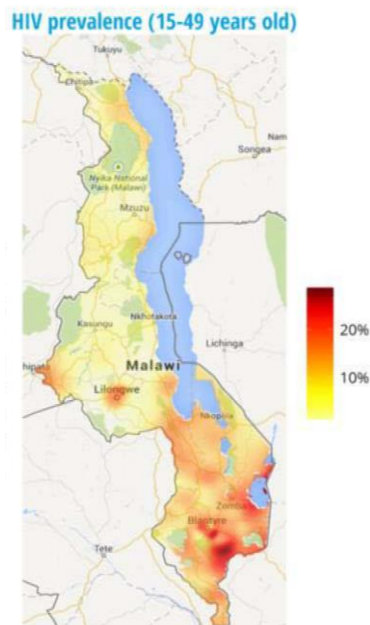 HIV prevalence (15-49 years old)
Tukuyu
Chitipa
Nam
Songea
Nyika National
Park (Malawi)
Mzuzu
Nkhotakota
Kasungu
Lichinga
20%
10%
Malawi
hipata
Lilongwe
Zomba
Blantyre
Tete